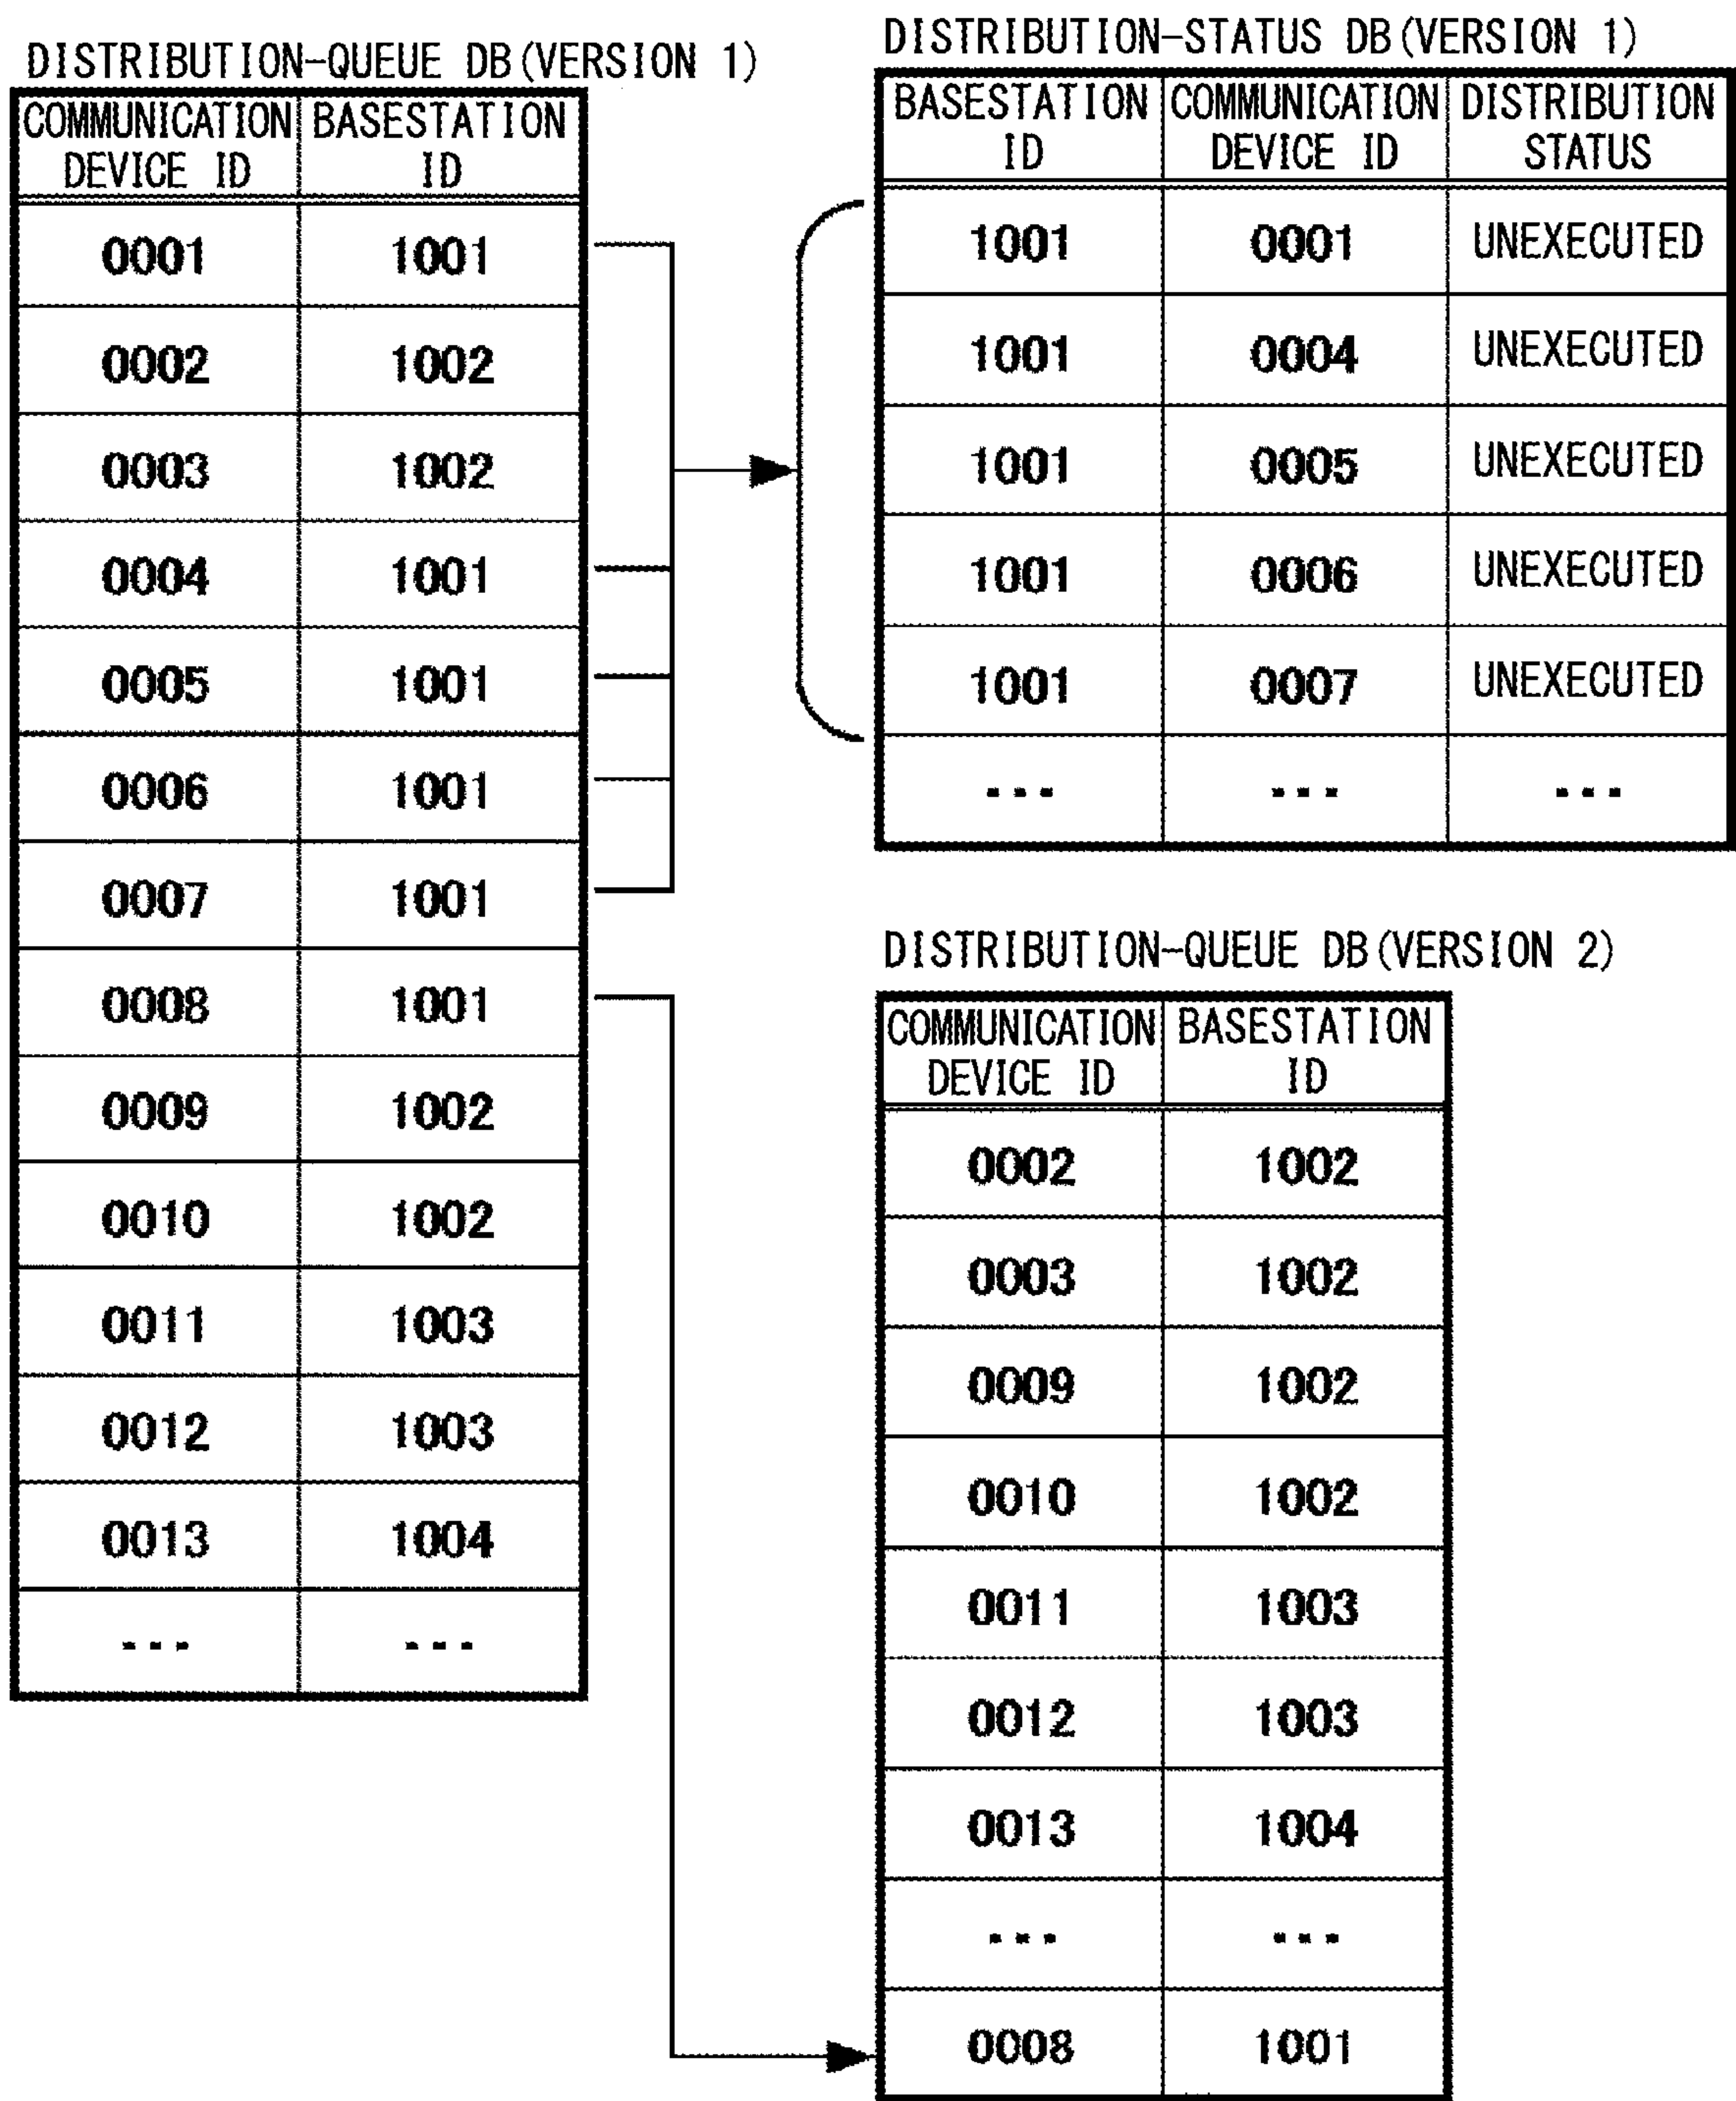 DISTRIBUTION-QUEUE DB(VERSION 1)
COMMUNICATION DEVICE ID BASESTATION ID
0001 1001
0002 1002
0003 1002
0004 1001
0005 1001
0006 1001
0007 1001
0008 1001
0009 1002
0010 1002
0011 1003
0012 1003
0013 1004
... ...
DISTRIBUTION-STATUS DB(VERSION 1)
BASESTATION ID COMMUNICATION DEVICE ID DISTRIBUTION STATUS
1001 0001 UNEXECUTED
1001 0004 UNEXECUTED
1001 0005 UNEXECUTED
1001 0006 UNEXECUTED
1001 0007 UNEXECUTED
... ... ...
DISTRIBUTION-QUEUE DB(VERSION 2)
COMMUNICATION DEVICE ID BASESTATION ID
0002 1002
0003 1002
0009 1002
0010 1002
0011 1003
0012 1003
0013 1004
... ...
0008 1001